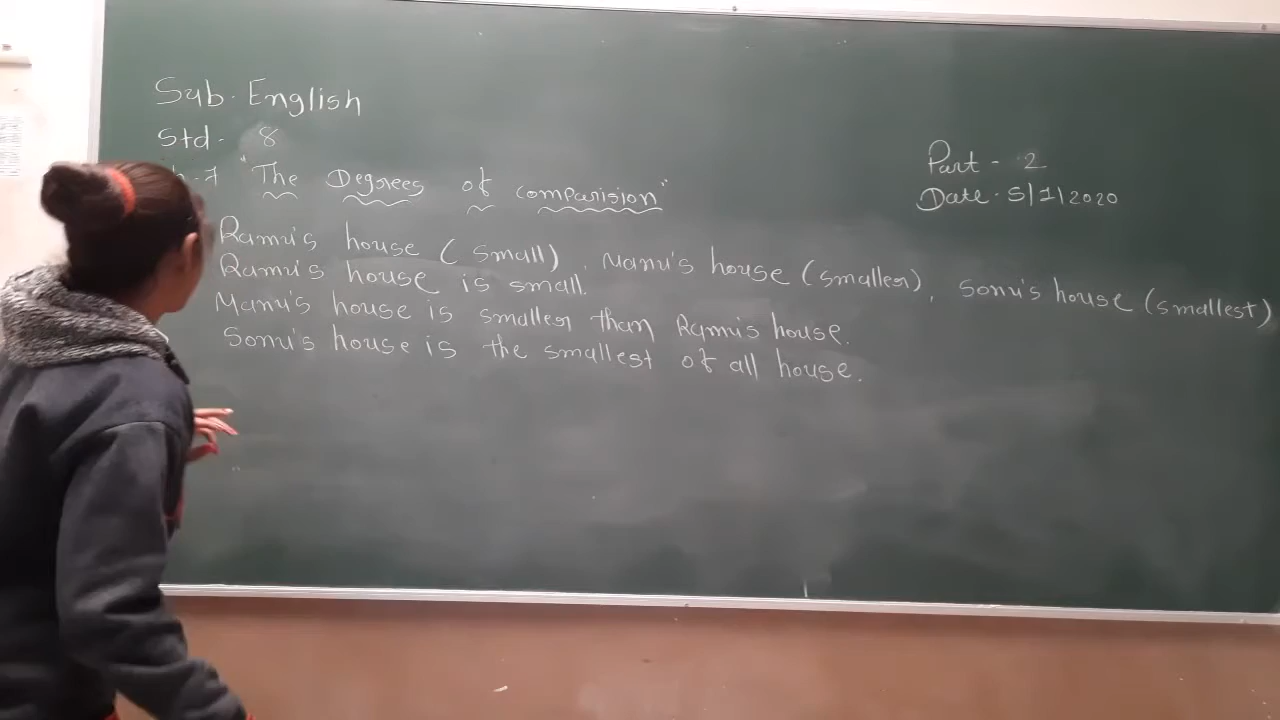 Sub. English
Std- 8
Part - 2
Date. 5/1/2020
-7 "The Degrees of comparision"
Ramu's house (small), Manu's house (smaller), Sonu's house (smallest)
Ramu's house is small.
Manu's house is smaller than Ramu's house.
Sonu's house is the smallest of all house.